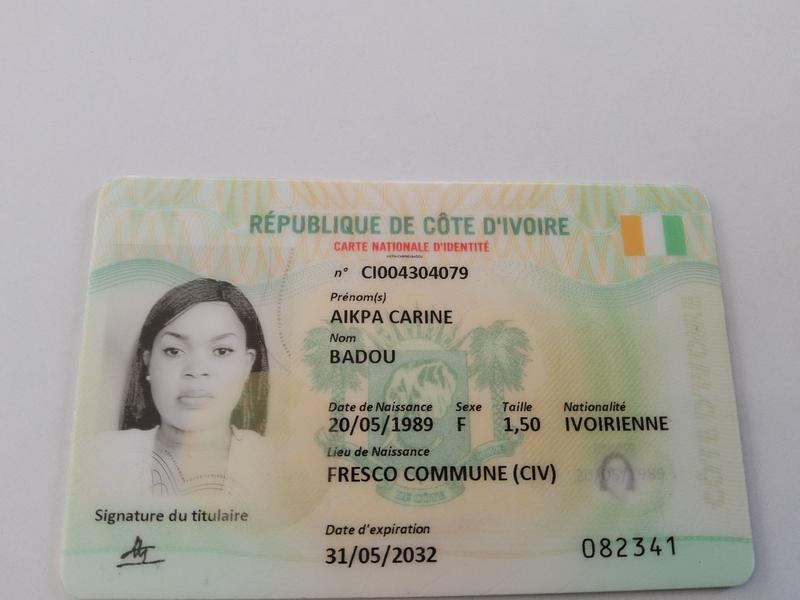 RÉPUBLIQUE DE CÔTE D'IVOIRE
CARTE NATIONALE D'IDENTITÉ
n° CI004304079
Prénom(s)
AIKPA CARINE
Nom
BADOU
Date de Naissance Sexe Taille Nationalité
20/05/1989 F 1,50 IVOIRIENNE
Lieu de Naissance
FRESCO COMMUNE (CIV)
Signature du titulaire
Date d'expiration
31/05/2032
082341
CÔTE D'IVOIRE